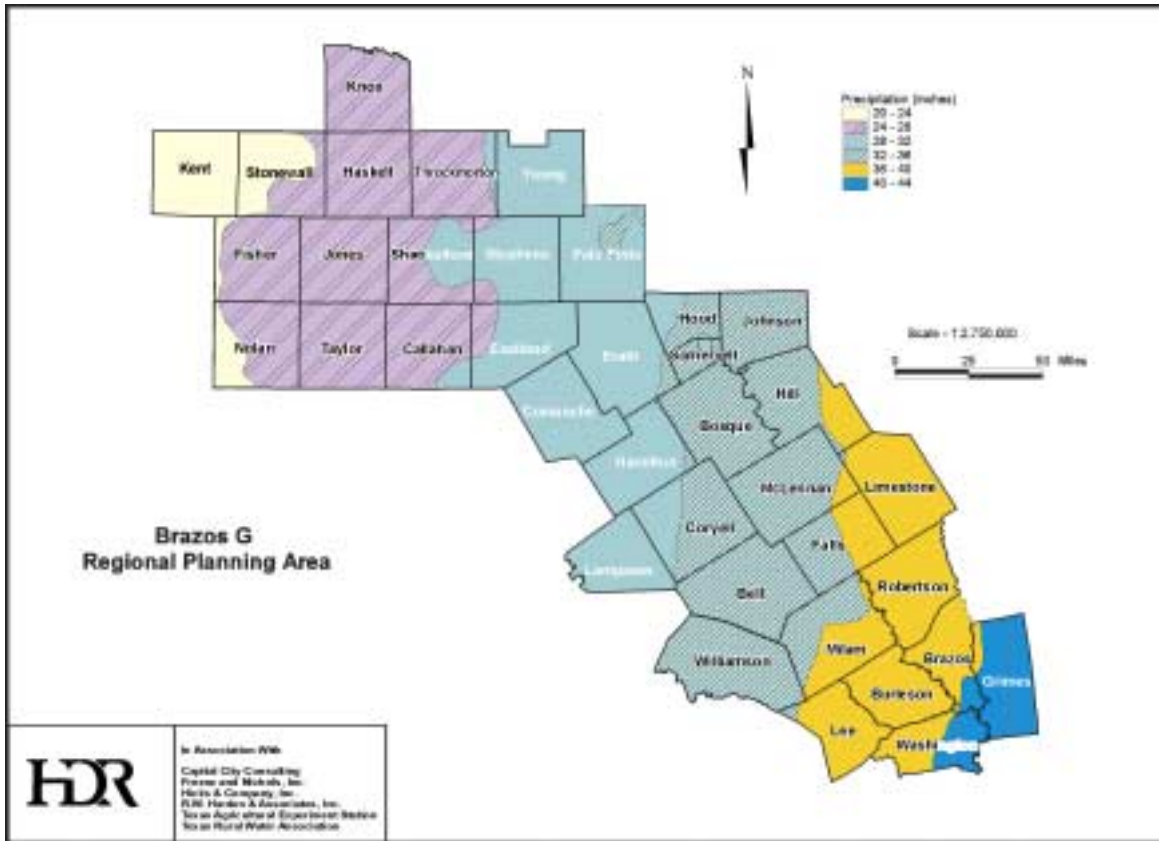 N
Precipitation (inches)
20 - 24
24 - 28
28 - 32
32 - 36
36 - 40
40 - 44
Knox
Kent
Stonewall
Haskell
Throckmorton
Young
Fisher
Jones
Shackelford
Stephens
Palo Pinto
Nolan
Taylor
Callahan
Eastland
Erath
Hood
Johnson
Somervell
Scale - 1:2,750,000
0 25 50 Miles
Comanche
Bosque
Hill
Hamilton
McLennan
Limestone
Coryell
Falls
Brazos G
Regional Planning Area
Lampasas
Bell
Robertson
Williamson
Milam
Brazos
Grimes
Burleson
Lee
Washington
HDR
In Association With
Capital City Consulting
Freese and Nichols, Inc.
Hicks & Company, Inc.
R.W. Harden & Associates, Inc.
Texas Agricultural Experiment Station
Texas Rural Water Association